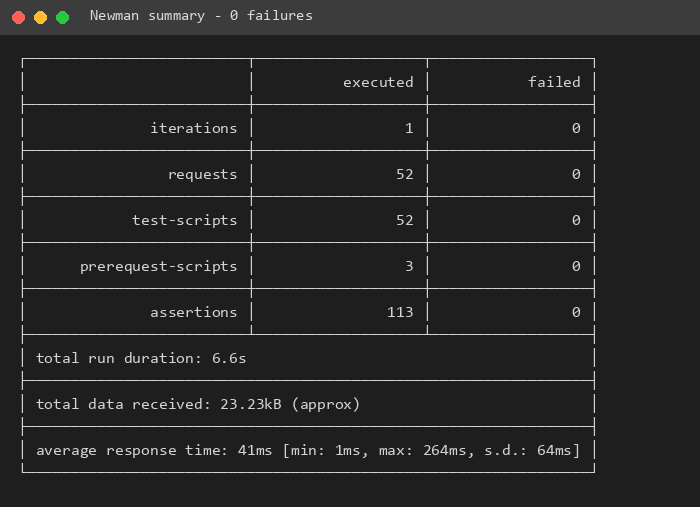 Newman summary - 0 failures
executed failed
iterations 1 0
requests 52 0
test-scripts 52 0
prerequest-scripts 3 0
assertions 113 0
total run duration: 6.6s
total data received: 23.23kB (approx)
average response time: 41ms [min: 1ms, max: 264ms, s.d.: 64ms]